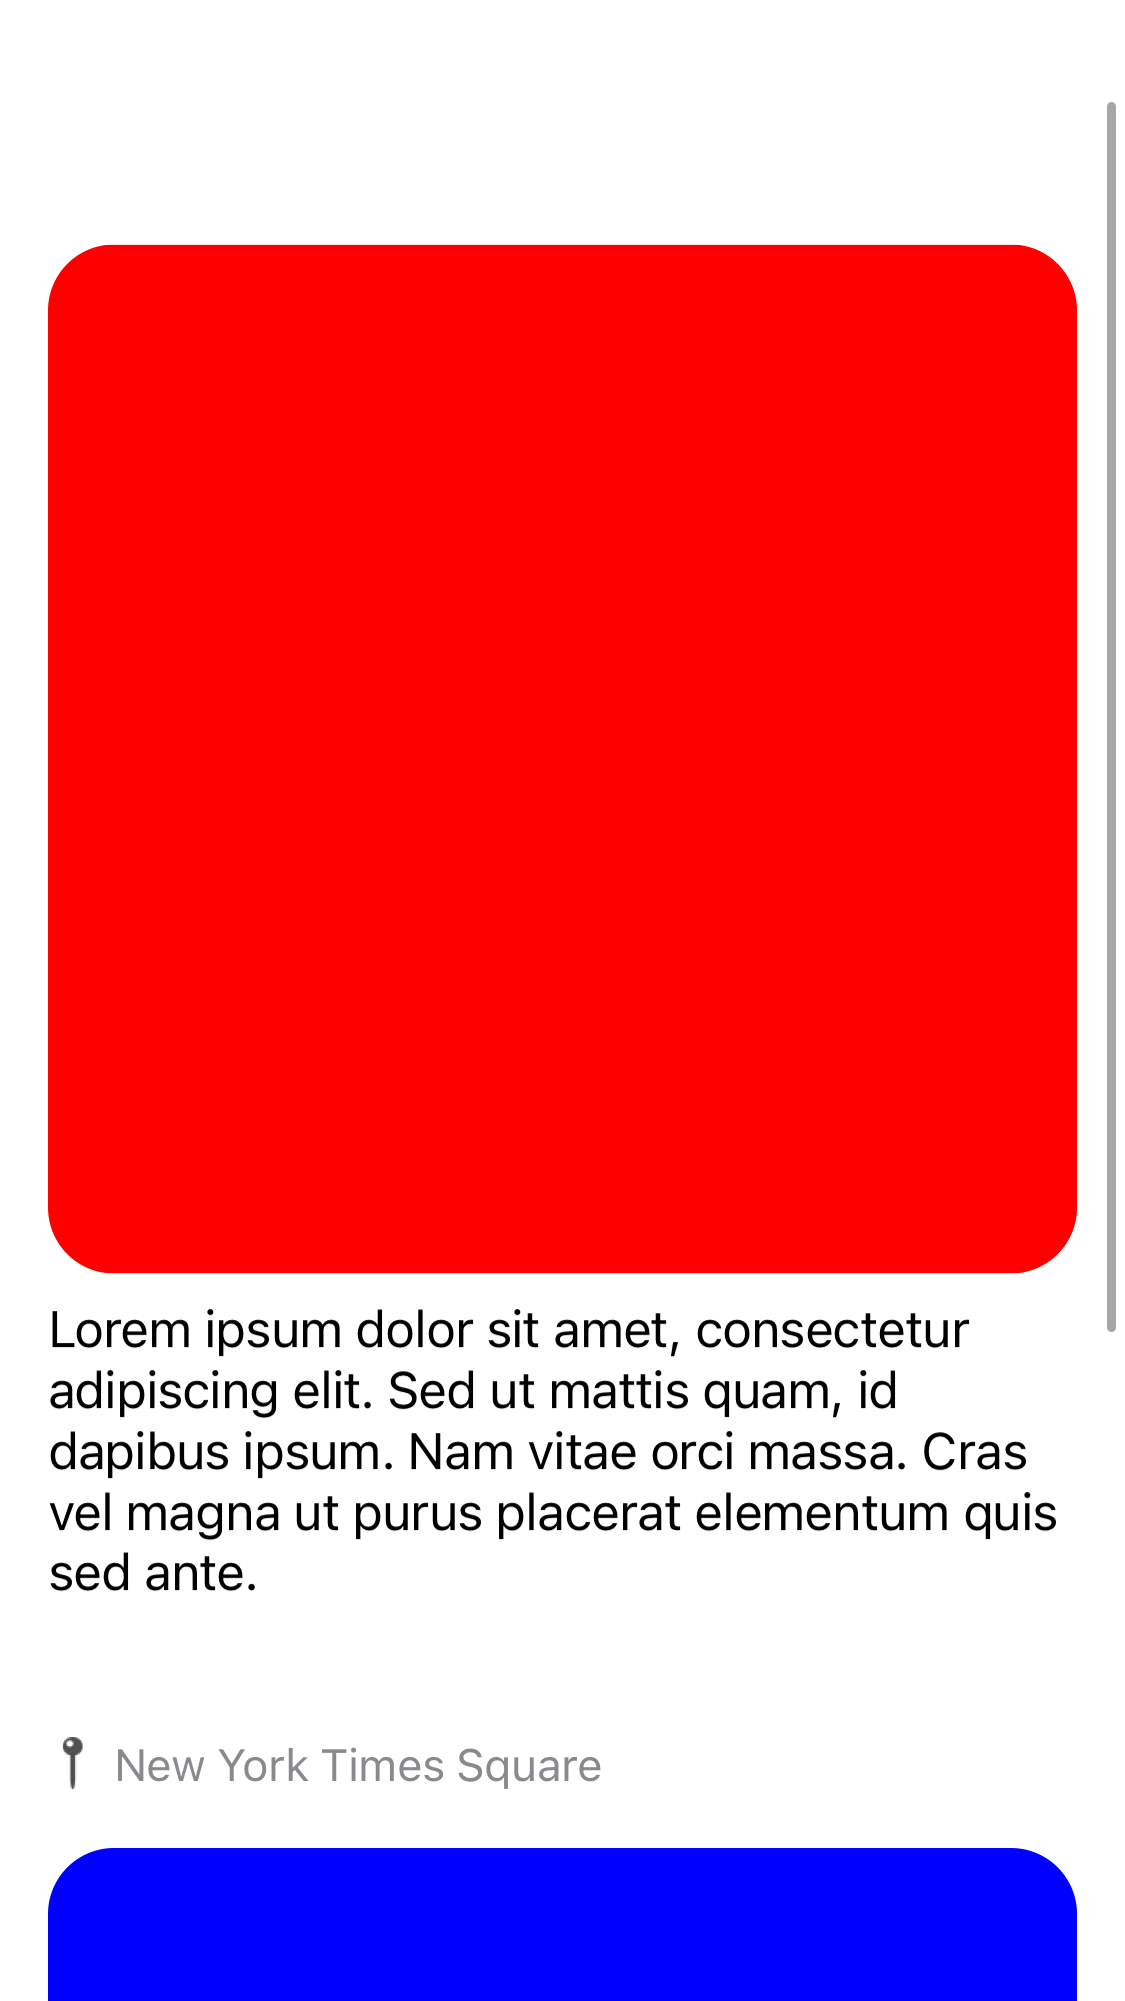 Lorem ipsum dolor sit amet, consectetur
adipiscing elit. Sed ut mattis quam, id
dapibus ipsum. Nam vitae orci massa. Cras
vel magna ut purus placerat elementum quis
sed ante.
New York Times Square